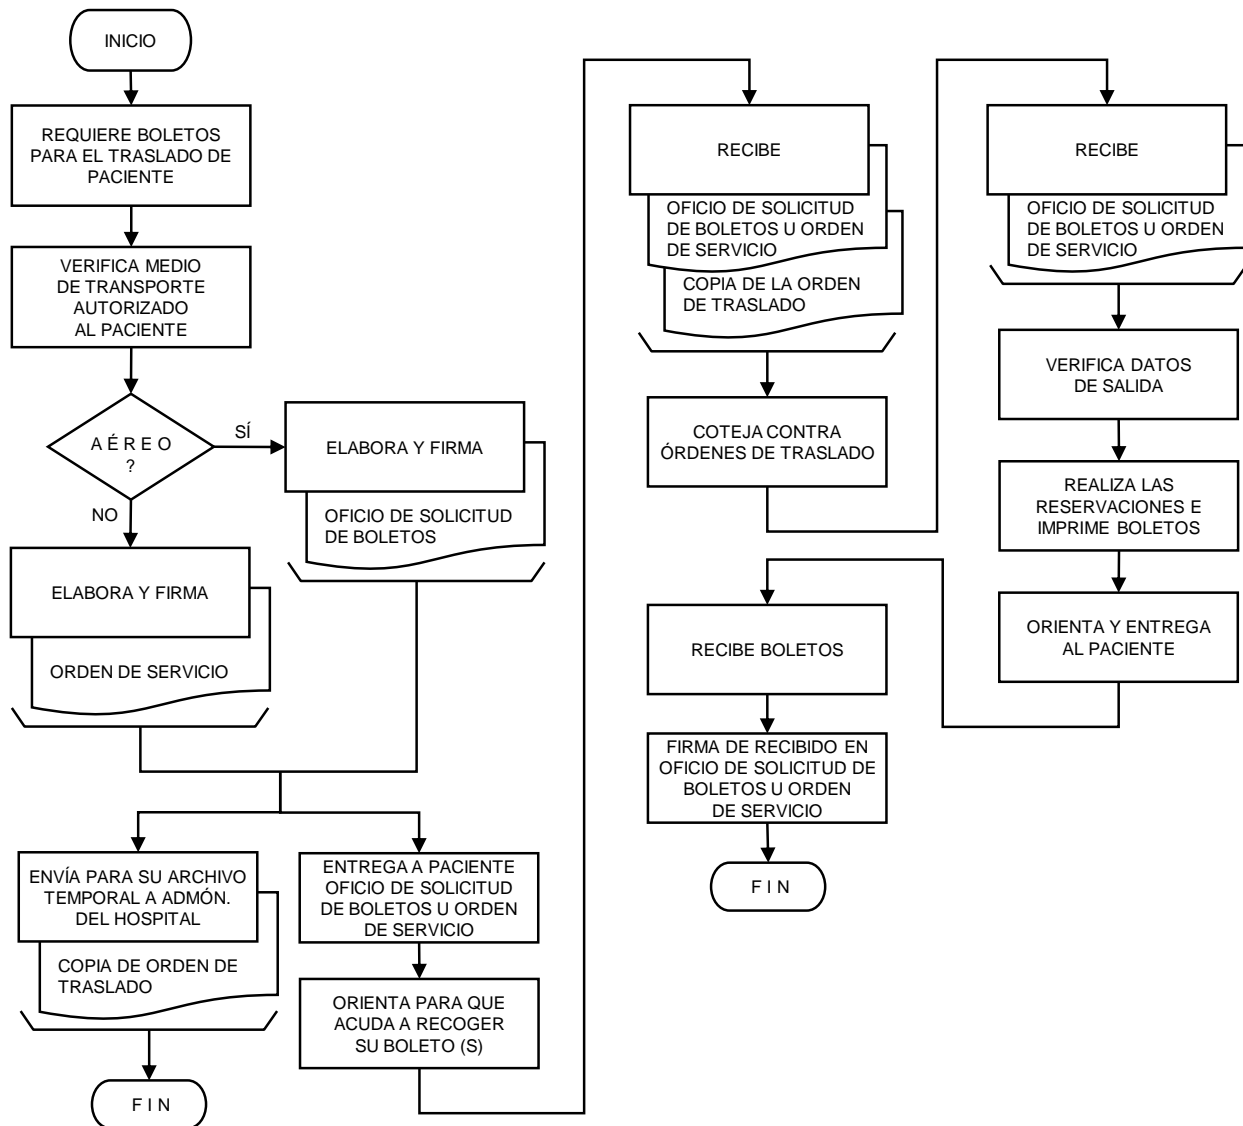 INICIO
REQUIERE BOLETOS
PARA EL TRASLADO DE
PACIENTE
VERIFICA MEDIO
DE TRANSPORTE
AUTORIZADO
AL PACIENTE
A É R E O
?
SÍ
NO
ELABORA Y FIRMA
OFICIO DE SOLICITUD
DE BOLETOS
ELABORA Y FIRMA
ORDEN DE SERVICIO
ENVÍA PARA SU ARCHIVO
TEMPORAL A ADMÓN.
DEL HOSPITAL
COPIA DE ORDEN DE
TRASLADO
F I N
ENTREGA A PACIENTE
OFICIO DE SOLICITUD
DE BOLETOS U ORDEN
DE SERVICIO
ORIENTA PARA QUE
ACUDA A RECOGER
SU BOLETO (S)
RECIBE
OFICIO DE SOLICITUD
DE BOLETOS U ORDEN
DE SERVICIO
COPIA DE LA ORDEN
DE TRASLADO
COTEJA CONTRA
ÓRDENES DE TRASLADO
RECIBE
OFICIO DE SOLICITUD
DE BOLETOS U ORDEN
DE SERVICIO
VERIFICA DATOS
DE SALIDA
REALIZA LAS
RESERVACIONES E
IMPRIME BOLETOS
ORIENTA Y ENTREGA
AL PACIENTE
RECIBE BOLETOS
FIRMA DE RECIBIDO EN
OFICIO DE SOLICITUD DE
BOLETOS U ORDEN
DE SERVICIO
F I N